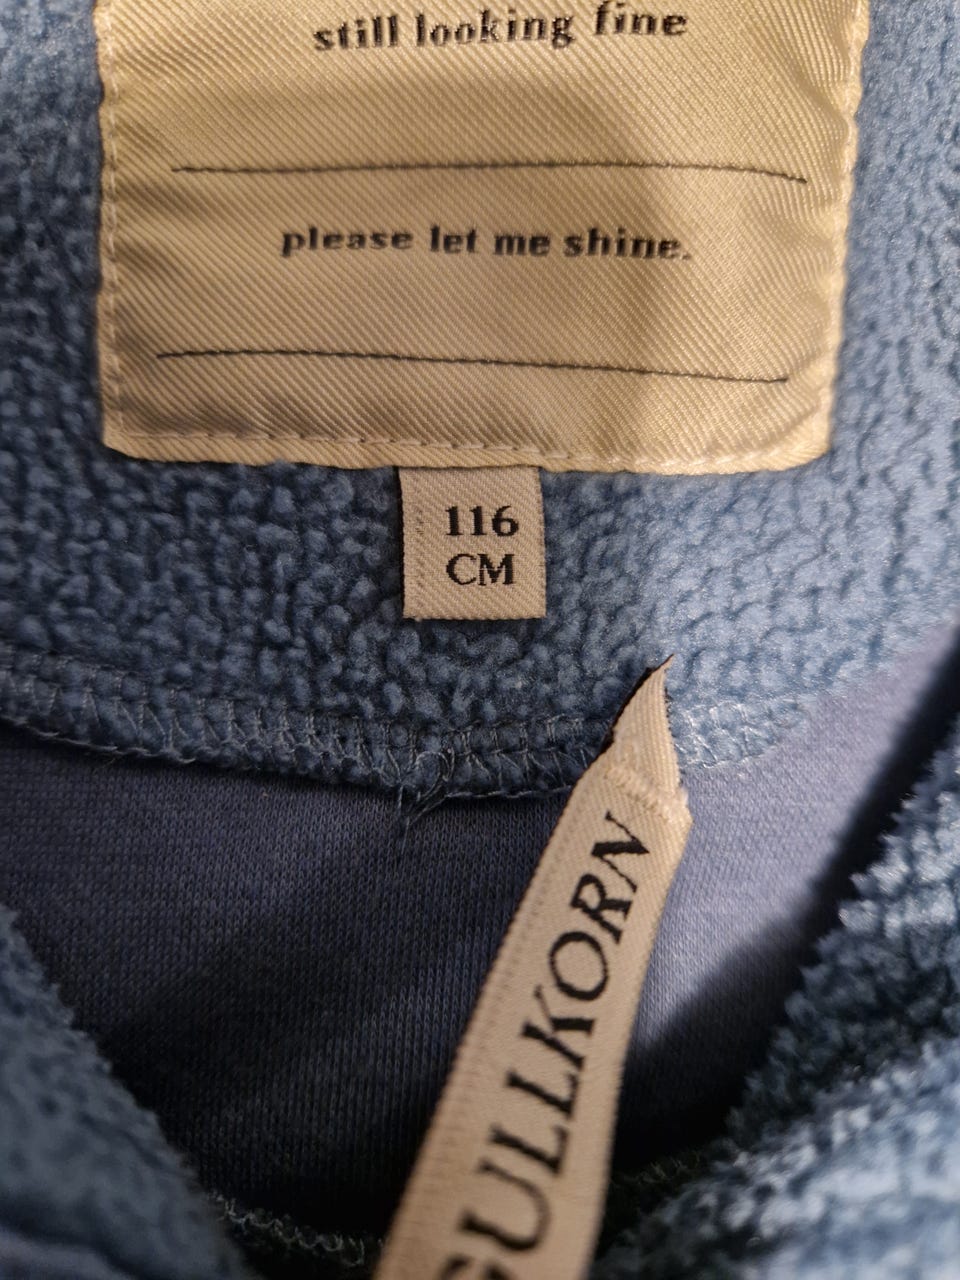 still looking fine
please let me shine.
116
CM
GULLKORN